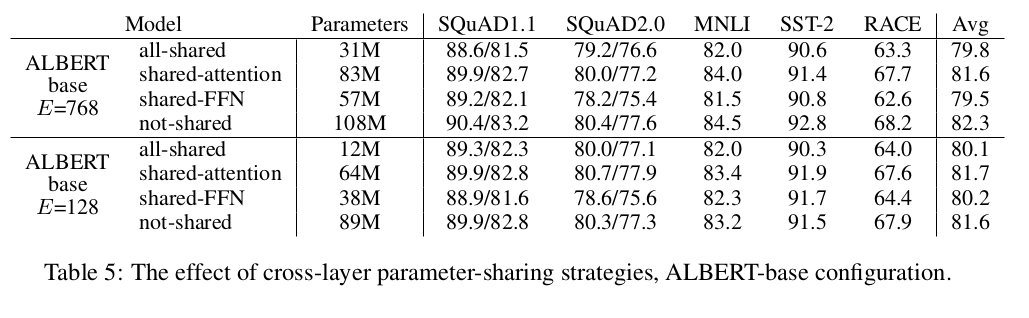 Model Parameters SQuAD1.1 SQuAD2.0 MNLI SST-2 RACE Avg
ALBERT base E=768
all-shared 31M 88.6/81.5 79.2/76.6 82.0 90.6 63.3 79.8
shared-attention 83M 89.9/82.7 80.0/77.2 84.0 91.4 67.7 81.6
shared-FFN 57M 89.2/82.1 78.2/75.4 81.5 90.8 62.6 79.5
not-shared 108M 90.4/83.2 80.4/77.6 84.5 92.8 68.2 82.3
ALBERT base E=128
all-shared 12M 89.3/82.3 80.0/77.1 82.0 90.3 64.0 80.1
shared-attention 64M 89.9/82.8 80.7/77.9 83.4 91.9 67.6 81.7
shared-FFN 38M 88.9/81.6 78.6/75.6 82.3 91.7 64.4 80.2
not-shared 89M 89.9/82.8 80.3/77.3 83.2 91.5 67.9 81.6
Table 5: The effect of cross-layer parameter-sharing strategies, ALBERT-base configuration.